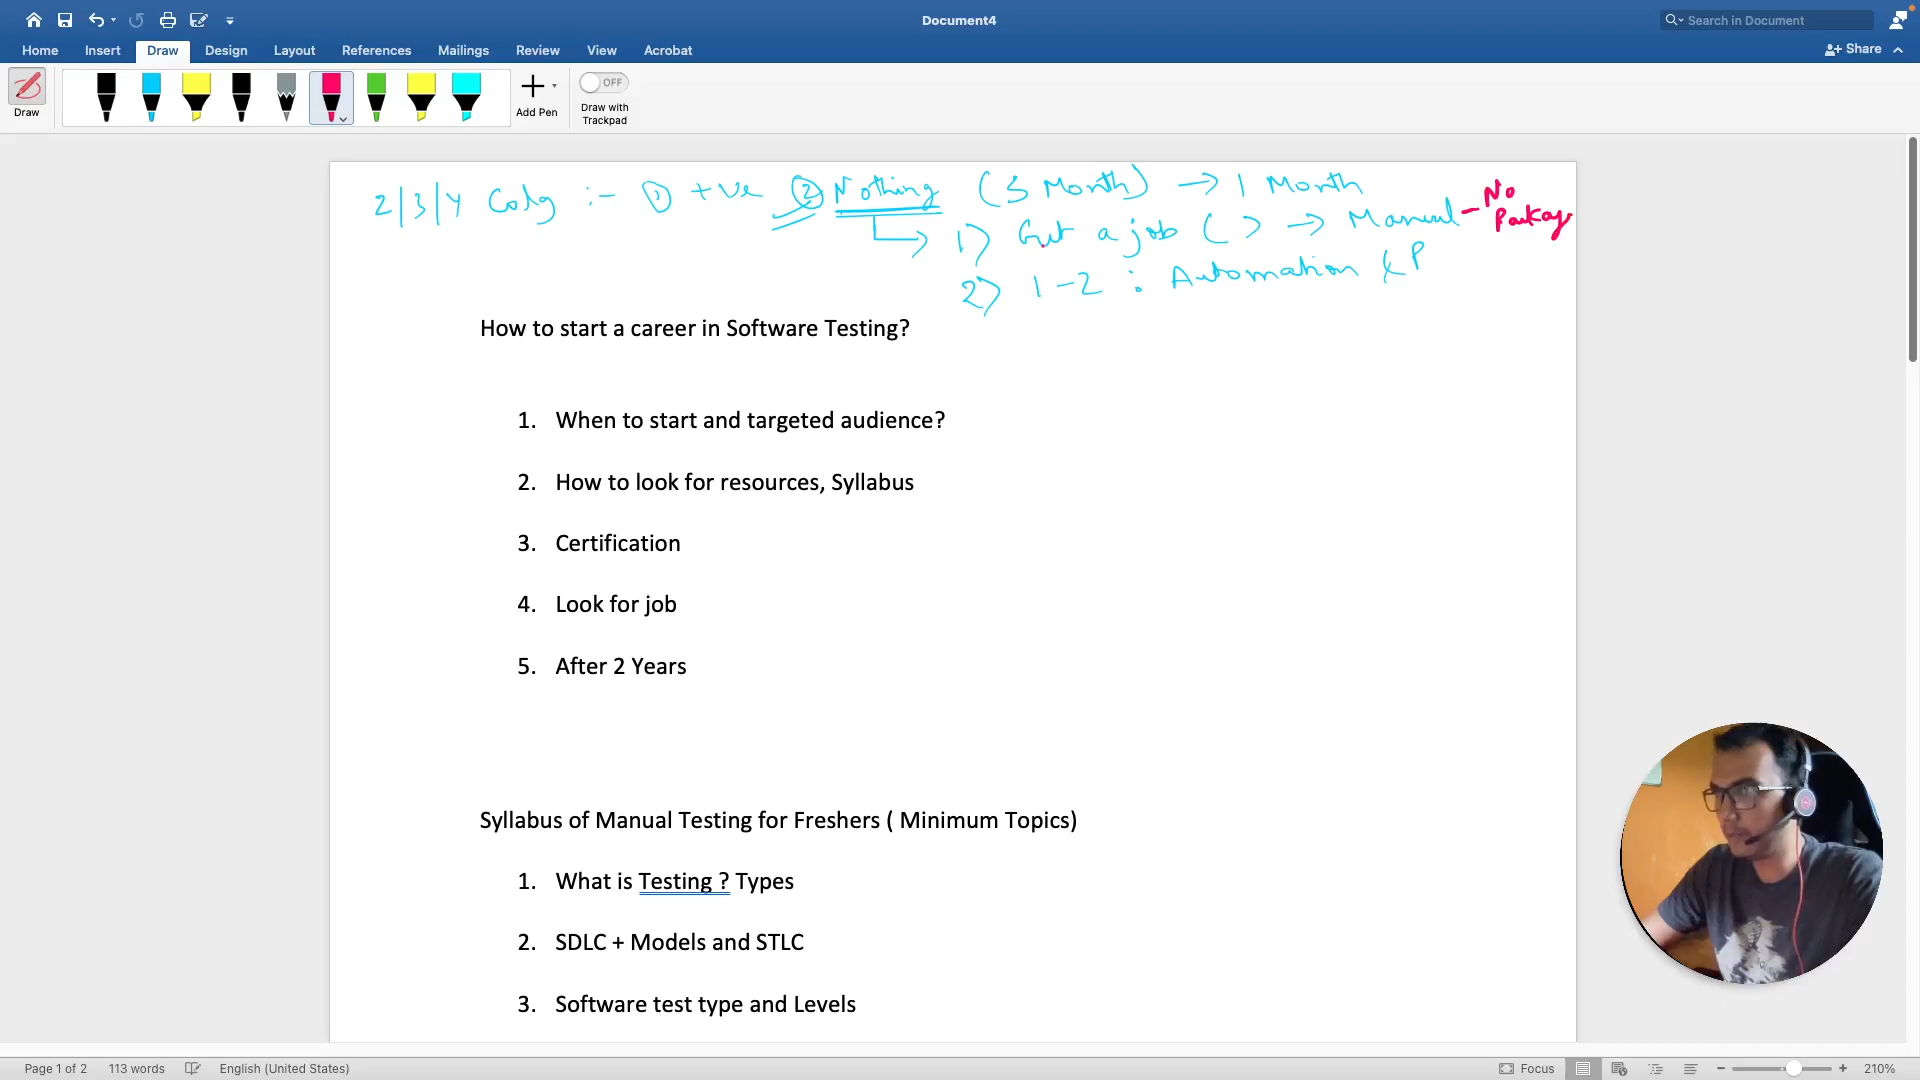 Document4
Search in Document
Home Insert Draw Design Layout References Mailings Review View Acrobat
Share
Draw
Add Pen
OFF
Draw with
Trackpad
2/3/4 Colg :- ① +ve ② Nothing (3 Month) → 1 Month
1) Get a job ( ) → Manual - No Package
2) 1-2 : Automation & P
How to start a career in Software Testing?
1. When to start and targeted audience?
2. How to look for resources, Syllabus
3. Certification
4. Look for job
5. After 2 Years
Syllabus of Manual Testing for Freshers ( Minimum Topics)
1. What is Testing ? Types
2. SDLC + Models and STLC
3. Software test type and Levels
Page 1 of 2 113 words English (United States) Focus 210%